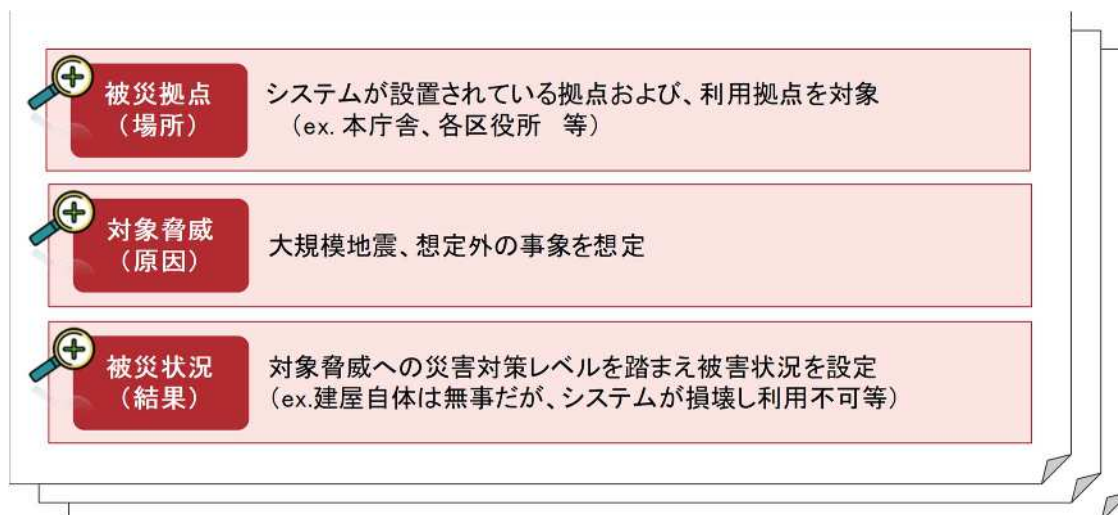 被災拠点
（場所）
システムが設置されている拠点および、利用拠点を対象
（ex. 本庁舎、各区役所　等）
対象脅威
（原因）
大規模地震、想定外の事象を想定
被災状況
（結果）
対象脅威への災害対策レベルを踏まえ被害状況を設定
（ex.建屋自体は無事だが、システムが損壊し利用不可等）